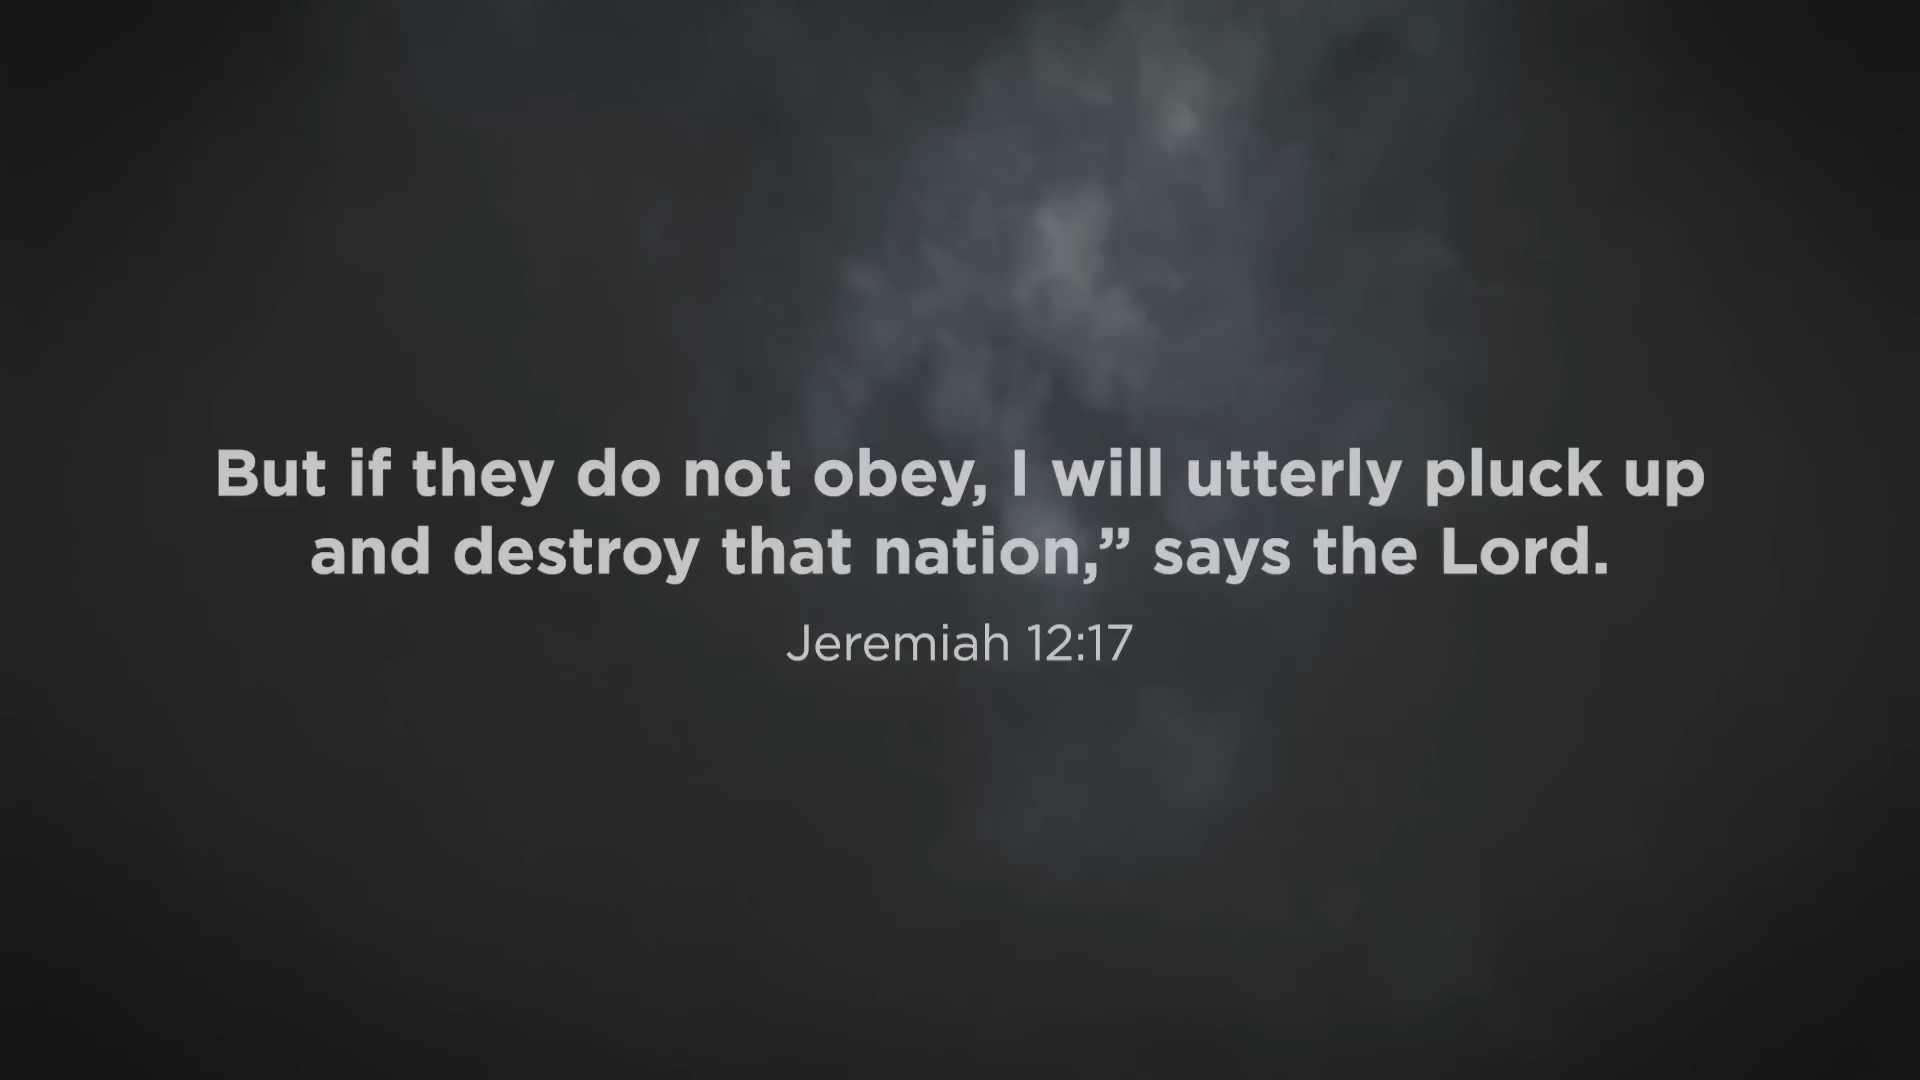 But if they do not obey, I will utterly pluck up
and destroy that nation,” says the Lord.
Jeremiah 12:17